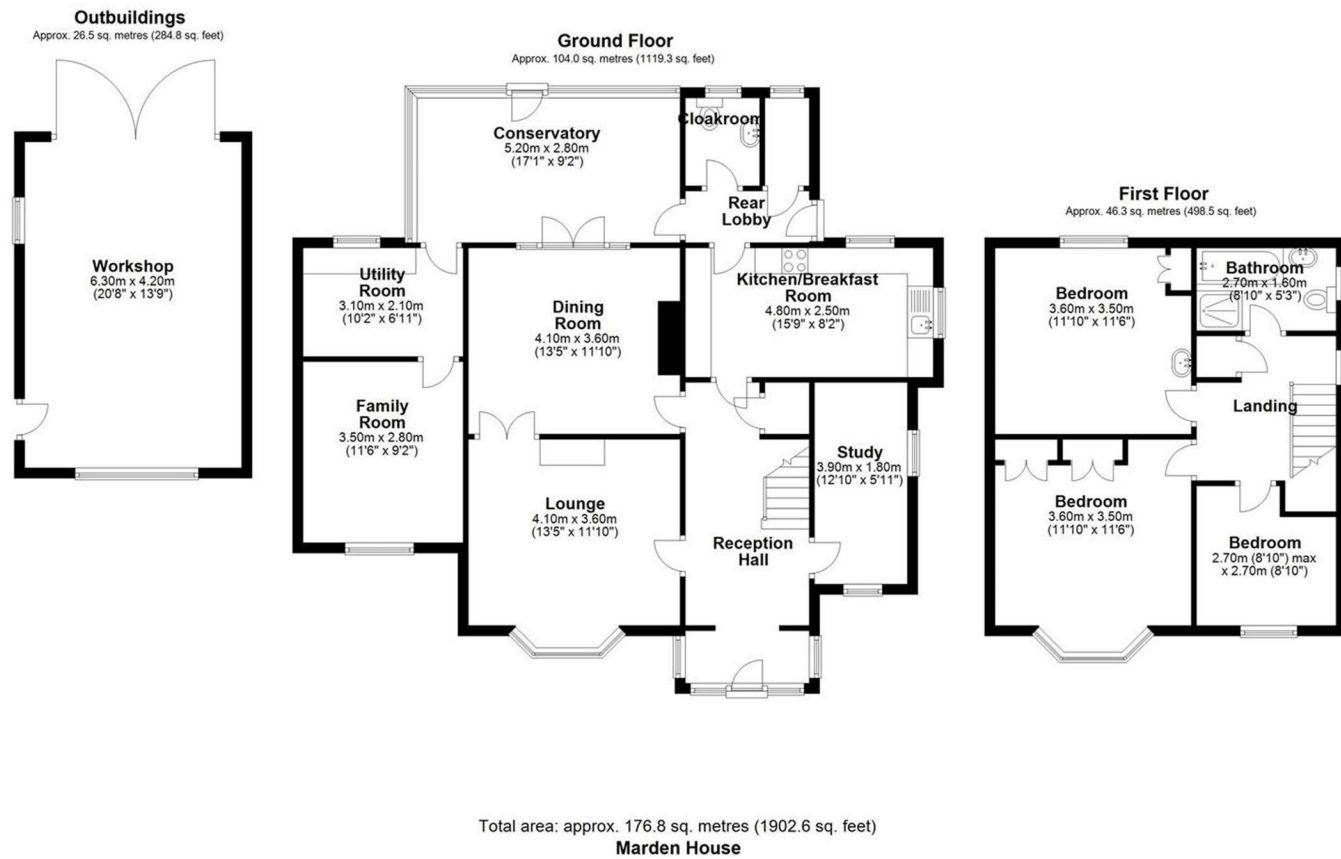 Outbuildings
Approx. 26.5 sq. metres (284.8 sq. feet)
Workshop
6.30m x 4.20m
(20'8" x 13'9")
Ground Floor
Approx. 104.0 sq. metres (1119.3 sq. feet)
Conservatory
5.20m x 2.80m
(17'1" x 9'2")
Cloakroom
Rear
Lobby
Utility
Room
3.10m x 2.10m
(10'2" x 6'11")
Dining
Room
4.10m x 3.60m
(13'5" x 11'10")
Kitchen/Breakfast
Room
4.80m x 2.50m
(15'9" x 8'2")
Family
Room
3.50m x 2.80m
(11'6" x 9'2")
Lounge
4.10m x 3.60m
(13'5" x 11'10")
Study
3.90m x 1.80m
(12'10" x 5'11")
Reception
Hall
First Floor
Approx. 46.3 sq. metres (498.5 sq. feet)
Bedroom
3.60m x 3.50m
(11'10" x 11'6")
Bathroom
2.70m x 1.60m
(8'10" x 5'3")
Landing
Bedroom
3.60m x 3.50m
(11'10" x 11'6")
Bedroom
2.70m (8'10") max
x 2.70m (8'10")
Total area: approx. 176.8 sq. metres (1902.6 sq. feet)
Marden House